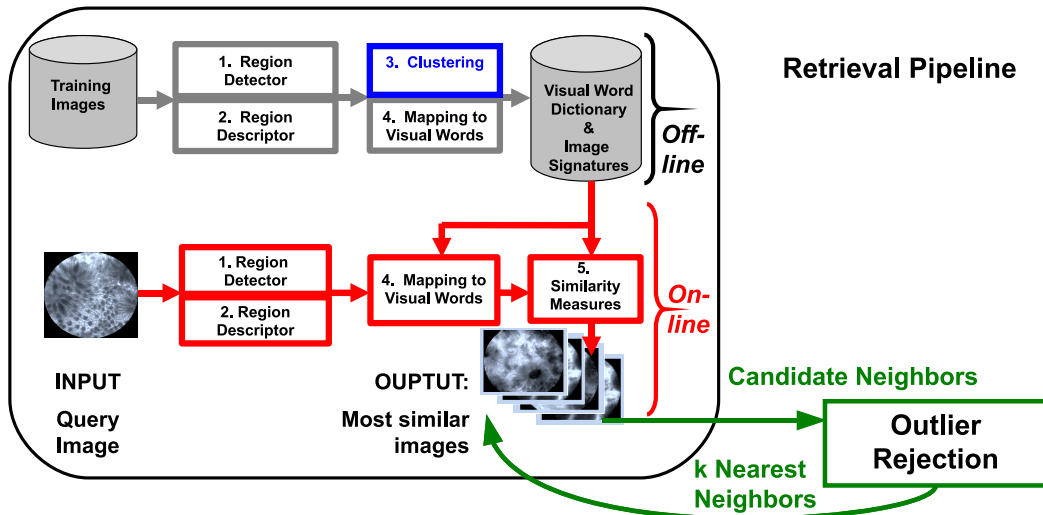 Retrieval Pipeline
Training
Images
1. Region
Detector
2. Region
Descriptor
3. Clustering
4. Mapping to
Visual Words
Visual Word
Dictionary
&
Image
Signatures
Off-
line
1. Region
Detector
2. Region
Descriptor
4. Mapping to
Visual Words
5.
Similarity
Measures
On-
line
INPUT
Query
Image
OUPTUT:
Most similar
images
Candidate Neighbors
Outlier
Rejection
k Nearest
Neighbors